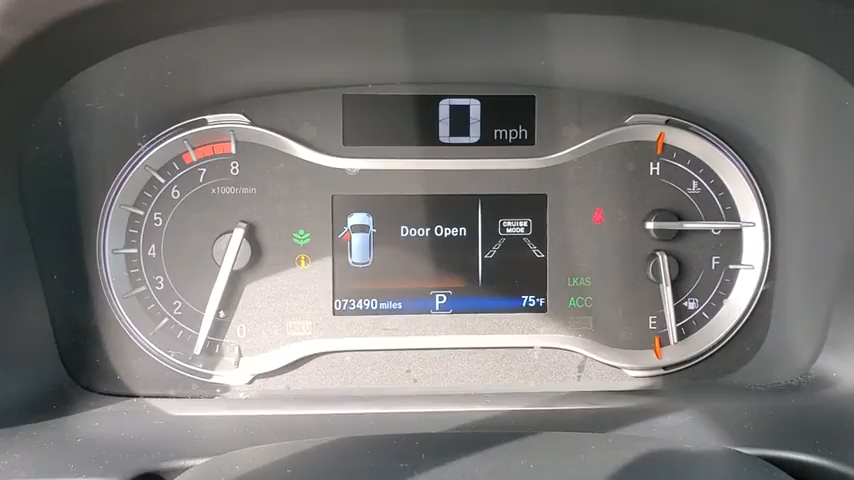 0 mph
8
7
6
5
4
3
2
0
x1000r/min
Door Open
CRUISE
MODE
073490 miles
P
75°F
LKAS
ACC
H
C
F
E